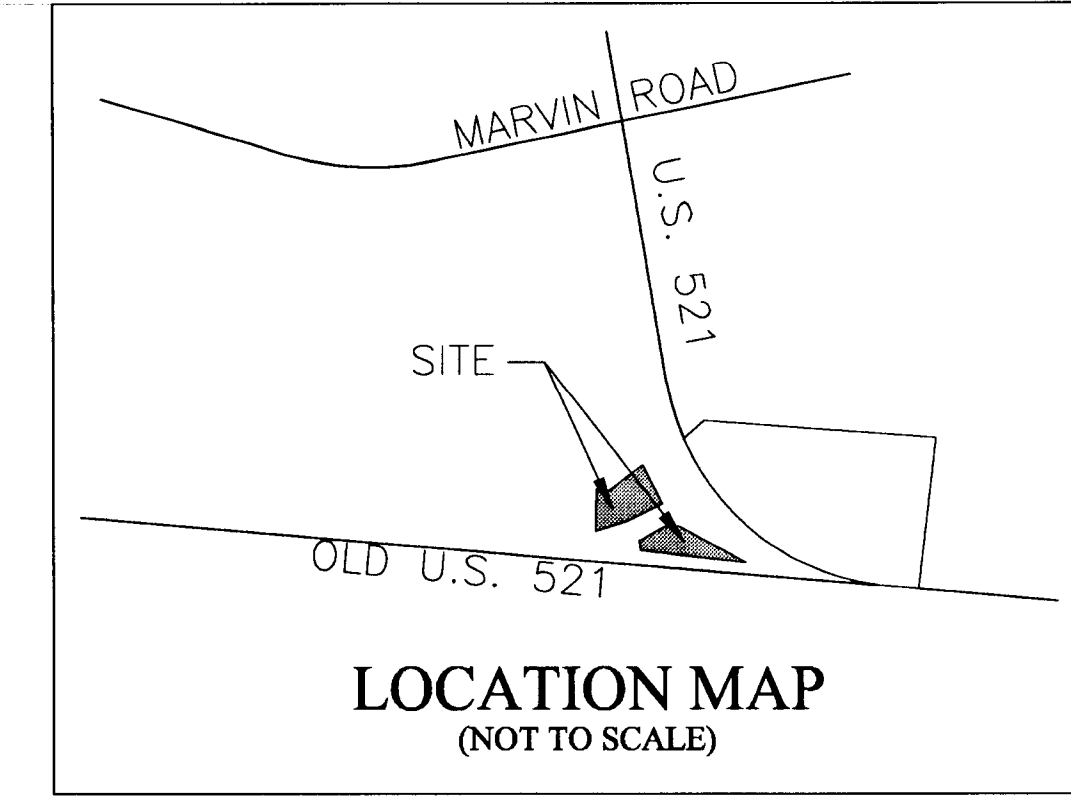 MARVIN ROAD
U.S. 521
SITE
OLD U.S. 521
LOCATION MAP
(NOT TO SCALE)